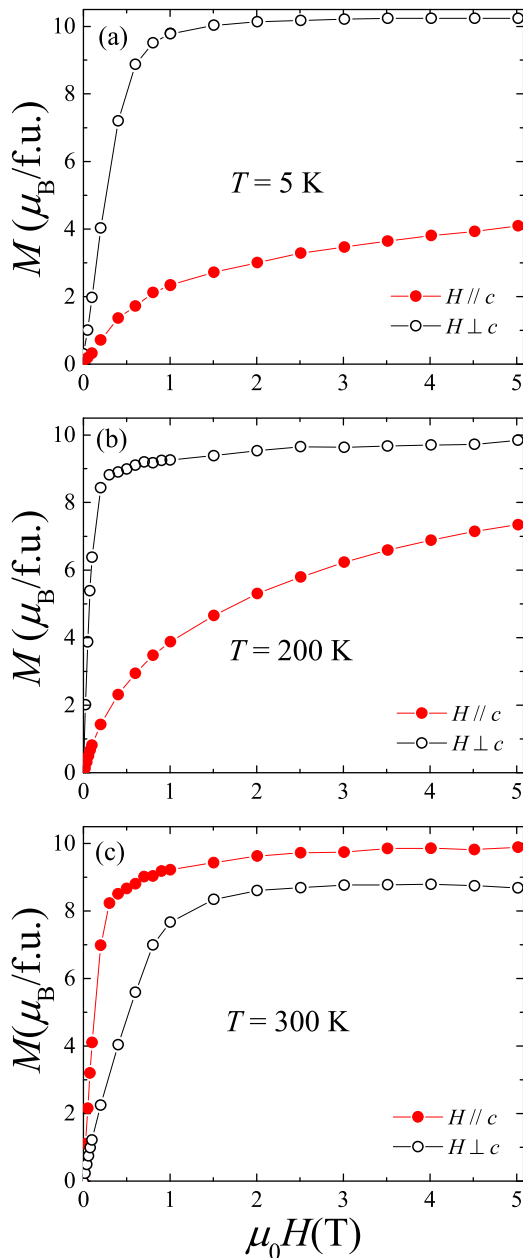 (a)
10
8
6
4
2
0
M (μB/f.u.)
T = 5 K
H // c
H ⊥ c
0 1 2 3 4 5
(b)
10
8
6
4
2
0
M (μB/f.u.)
T = 200 K
H // c
H ⊥ c
0 1 2 3 4 5
(c)
10
8
6
4
2
0
M(μB/f.u.)
T = 300 K
H // c
H ⊥ c
0 1 2 3 4 5
μ0H(T)